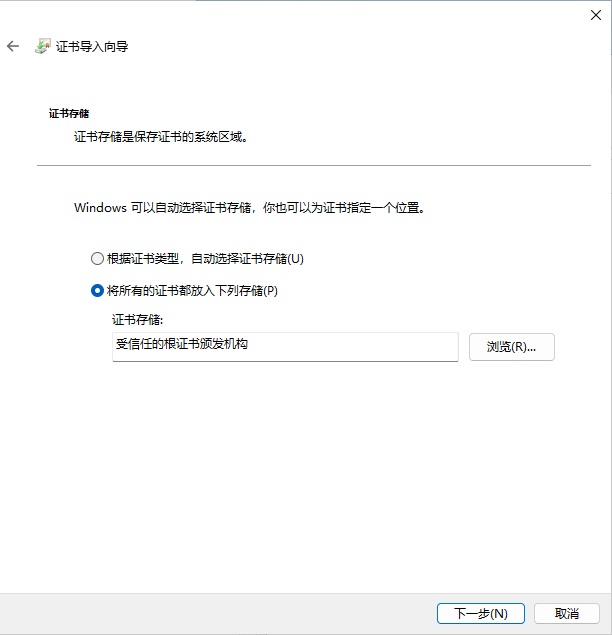 证书导入向导
证书存储
证书存储是保存证书的系统区域。
Windows 可以自动选择证书存储，你也可以为证书指定一个位置。
根据证书类型，自动选择证书存储(U)
将所有的证书都放入下列存储(P)
证书存储:
受信任的根证书颁发机构
浏览(R)...
下一步(N)
取消